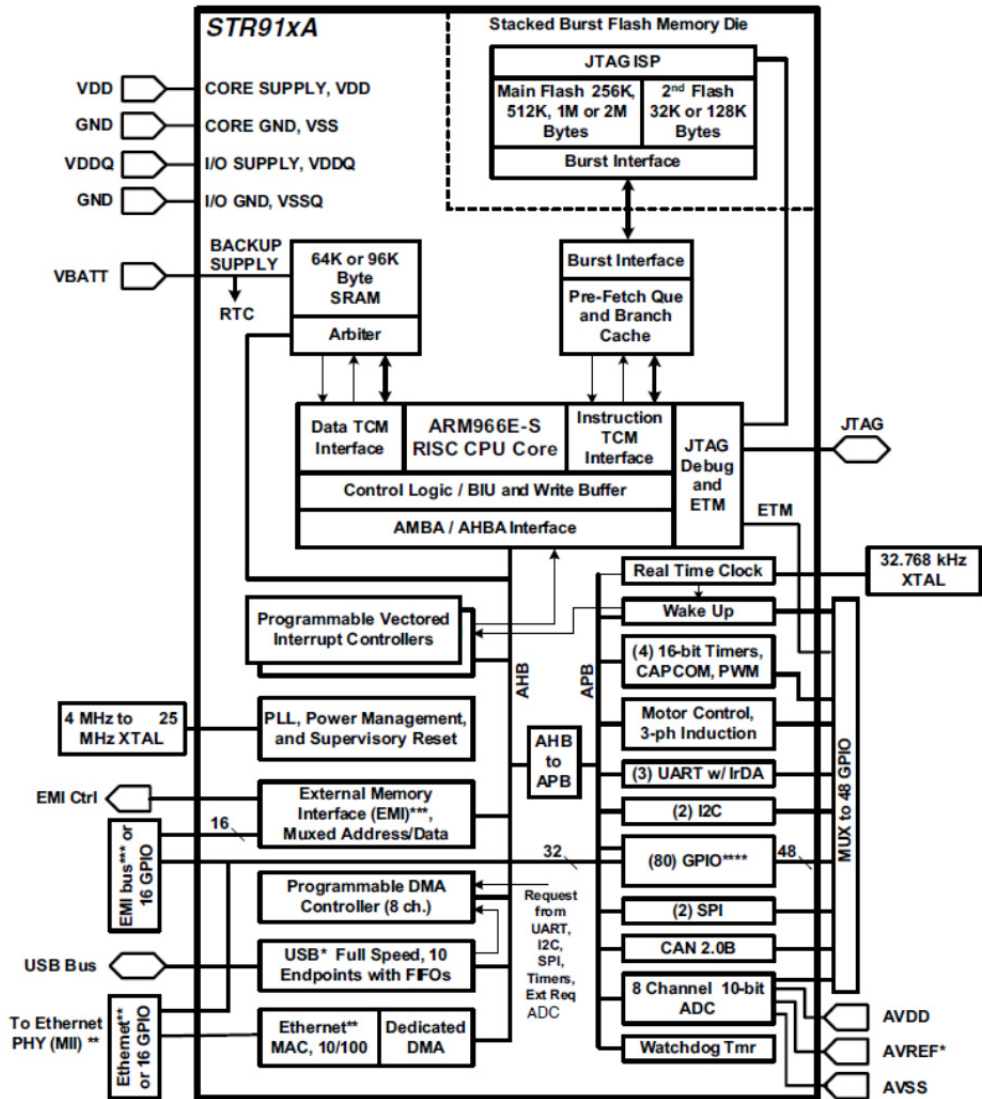 STR91xA
Stacked Burst Flash Memory Die
JTAG ISP
Main Flash 256K,
512K, 1M or 2M
Bytes
2nd Flash
32K or 128K
Bytes
Burst Interface
VDD
CORE SUPPLY, VDD
GND
CORE GND, VSS
VDDQ
I/O SUPPLY, VDDQ
GND
I/O GND, VSSQ
VBATT
BACKUP
SUPPLY
RTC
64K or 96K
Byte
SRAM
Arbiter
Burst Interface
Pre-Fetch Que
and Branch
Cache
Data TCM
Interface
ARM966E-S
RISC CPU Core
Instruction
TCM
Interface
JTAG
Debug
and
ETM
JTAG
Control Logic / BIU and Write Buffer
AMBA / AHBA Interface
ETM
Real Time Clock
32.768 kHz
XTAL
Programmable Vectored
Interrupt Controllers
Wake Up
(4) 16-bit Timers,
CAPCOM, PWM
AHB
APB
4 MHz to 25
MHz XTAL
PLL, Power Management,
and Supervisory Reset
Motor Control,
3-ph Induction
AHB
to
APB
(3) UART w/ IrDA
MUX to 48 GPIO
EMI Ctrl
External Memory
Interface (EMI)***,
Muxed Address/Data
(2) I2C
16
EMI bus*** or
16 GPIO
32
(80) GPIO****
48
Programmable DMA
Controller (8 ch.)
Request
from
UART,
I2C,
SPI,
Timers,
Ext Req
ADC
(2) SPI
USB Bus
USB* Full Speed, 10
Endpoints with FIFOs
CAN 2.0B
8 Channel 10-bit
ADC
To Ethernet
PHY (MII) **
Ethernet**
or 16 GPIO
Ethernet**
MAC, 10/100
Dedicated
DMA
Watchdog Tmr
AVDD
AVREF*
AVSS